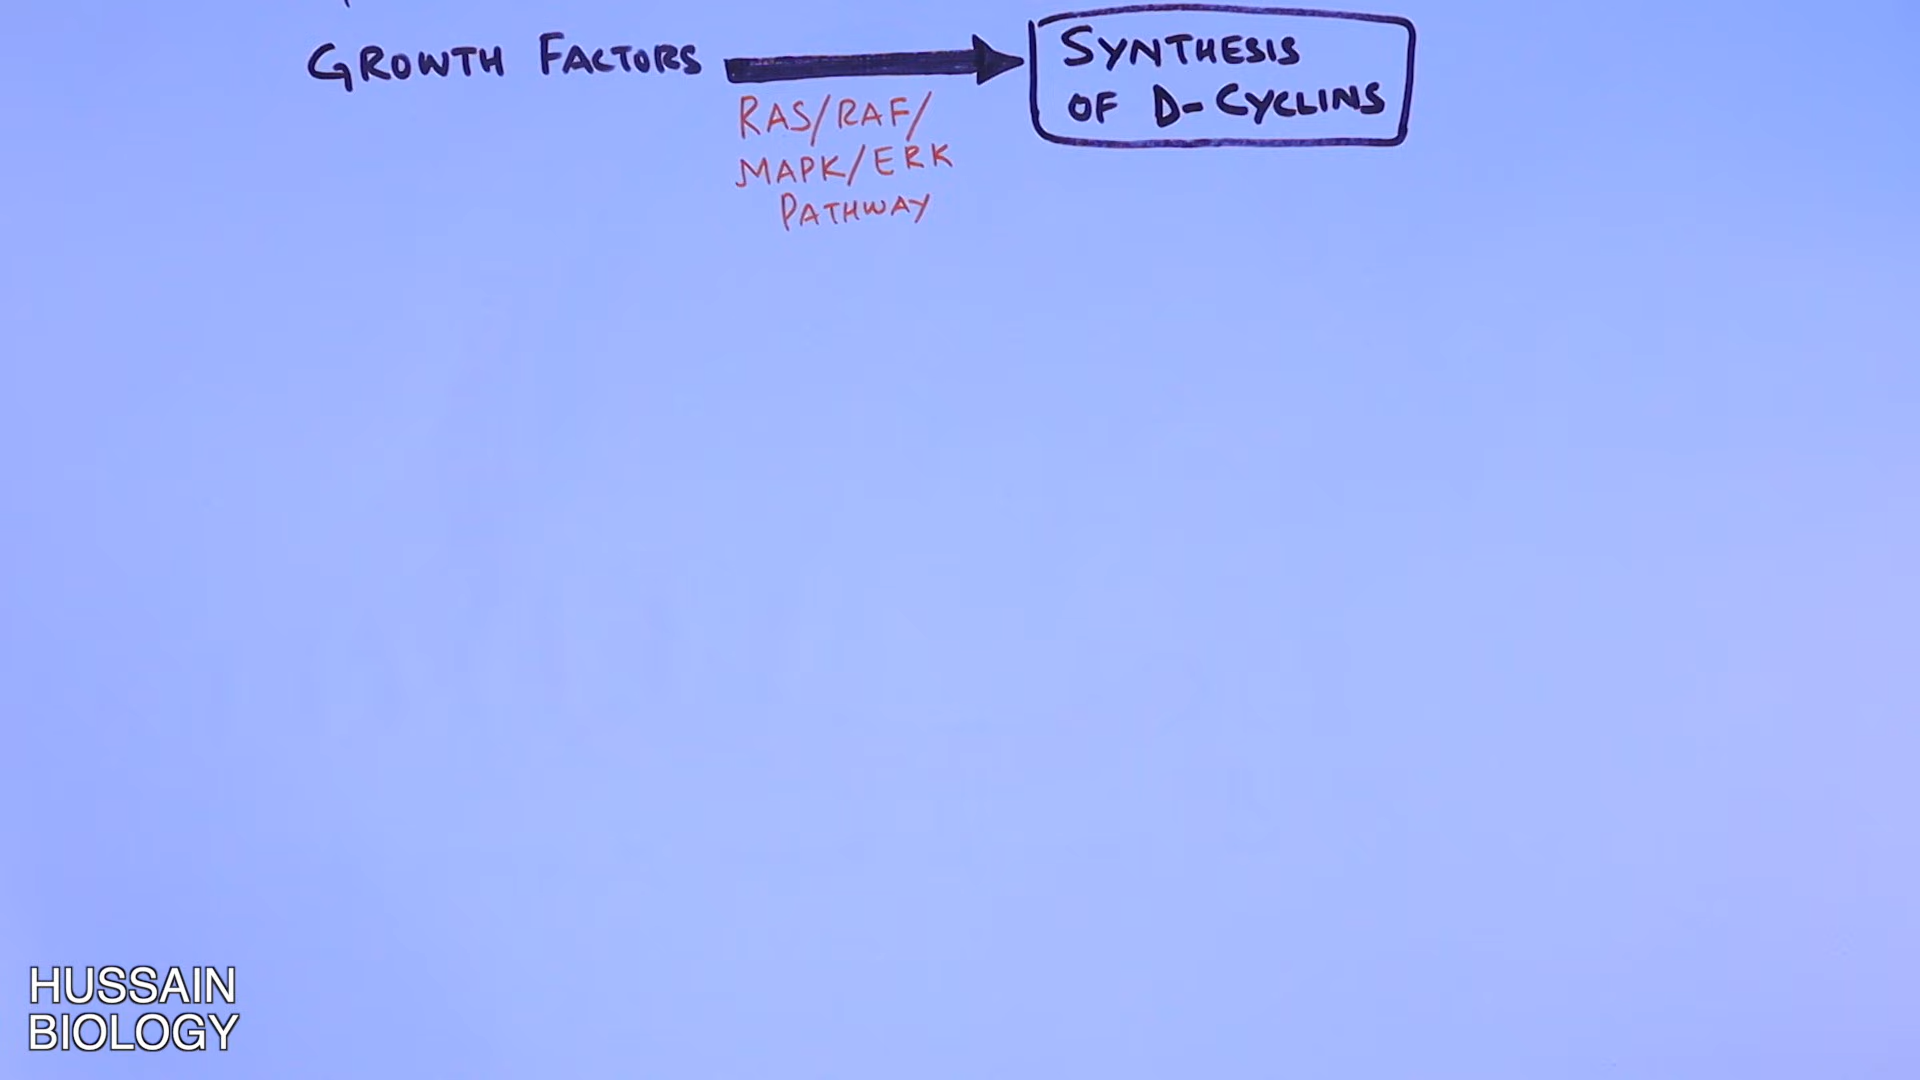 GROWTH FACTORS
RAS/RAF/
MAPK/ERK
PATHWAY
SYNTHESIS
OF D-CYCLINS
HUSSAIN
BIOLOGY